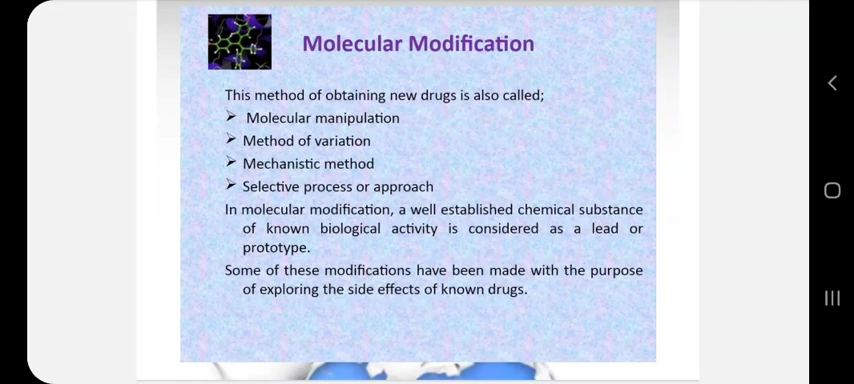 Molecular Modification
This method of obtaining new drugs is also called;
➢ Molecular manipulation
➢ Method of variation
➢ Mechanistic method
➢ Selective process or approach
In molecular modification, a well established chemical substance
of known biological activity is considered as a lead or
prototype.
Some of these modifications have been made with the purpose
of exploring the side effects of known drugs.